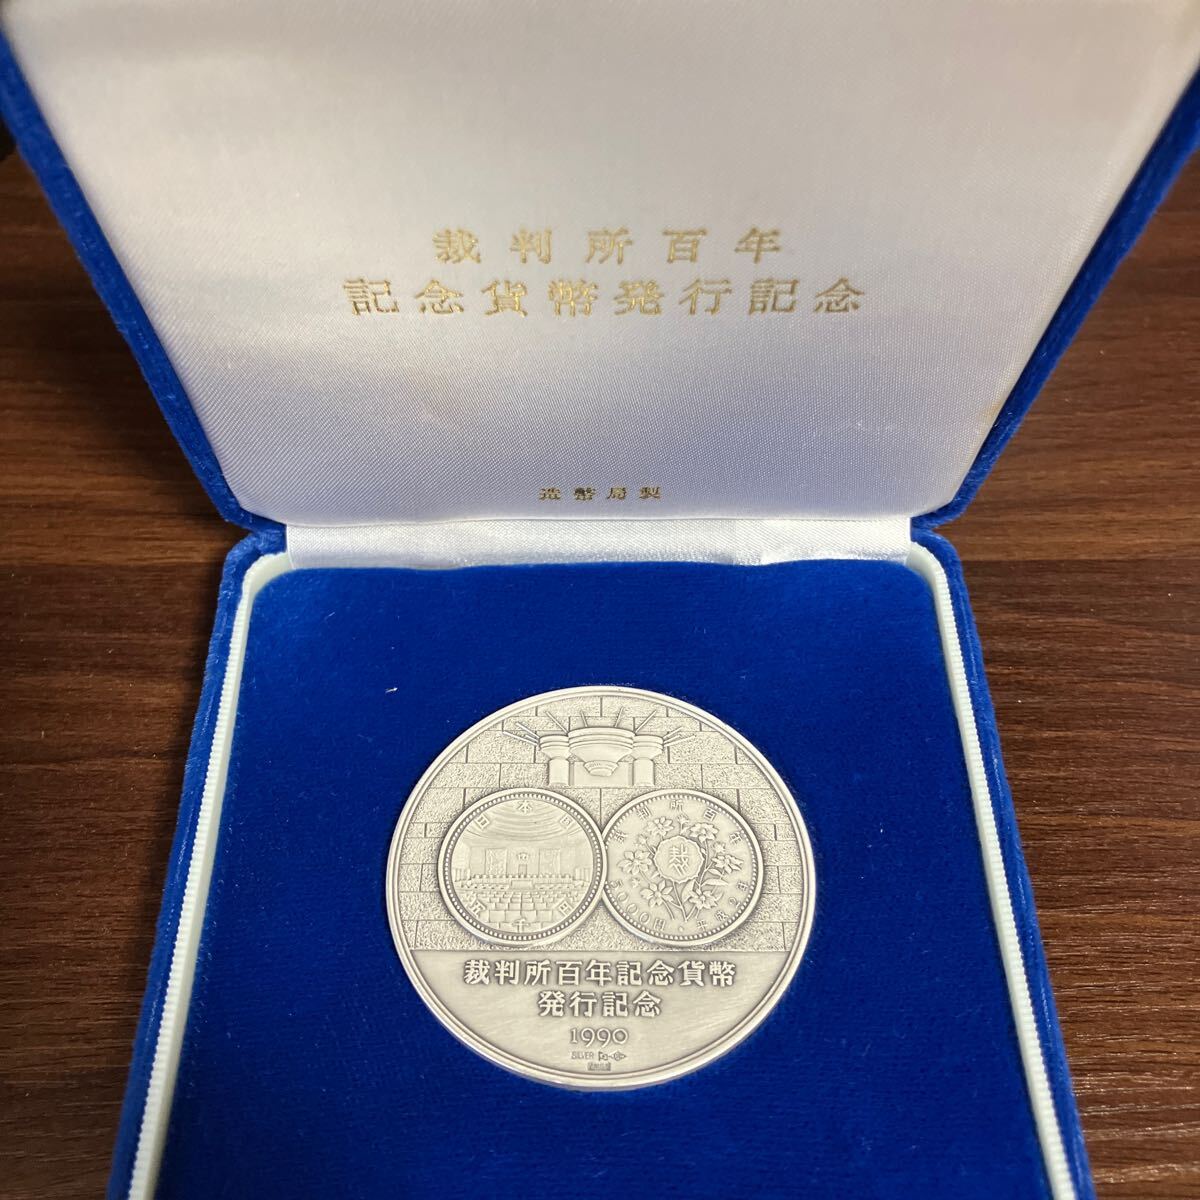 裁判所百年
記念貨幣発行記念
造幣局製
日本国
五千円
裁判所百年
裁
5000円・平成2年
裁判所百年記念貨幣
発行記念
1990
SILVER